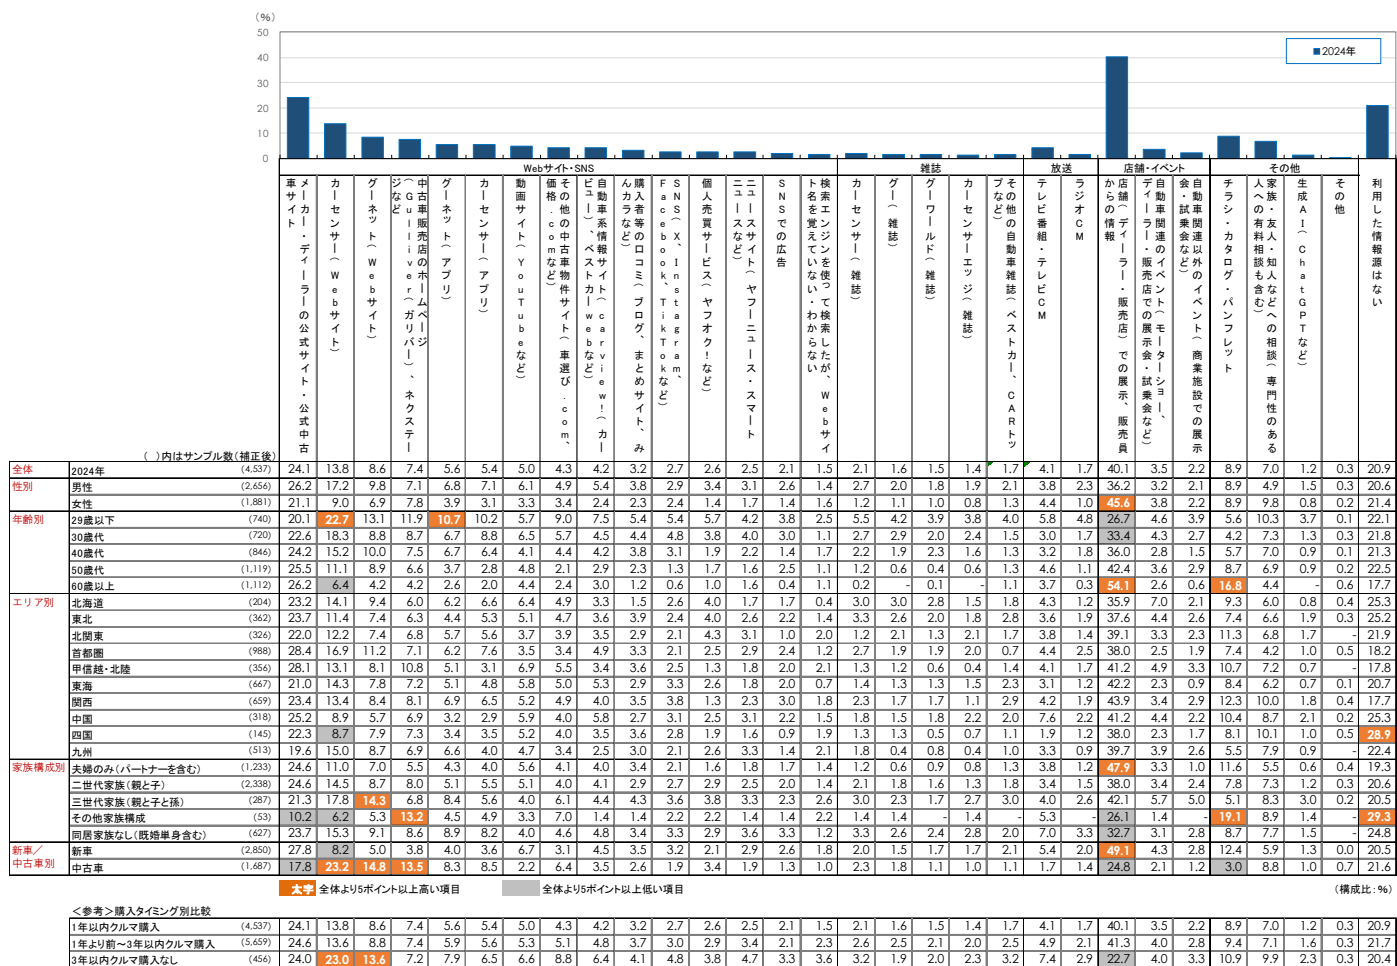 (%)
50
40
30
20
10
0
■2024年
Webサイト・SNS 雑誌 放送 店舗・イベント その他
メーカー・ディーラーの公式サイト・公式中古車サイト
カーセンサー(Webサイト)
グーネット(Webサイト)
中古車販売店のホームページ(Gulliver(ガリバー)、ネクステージなど
グーネット(アプリ)
カーセンサー(アプリ)
動画サイト(YouTubeなど)
その他の中古車物件サイト(車選び.com、価格.comなど)
自動車系情報サイト(carview!(カービュー)、ベストカーwebなど)
購入者等の口コミ(ブログ、まとめサイト、みんカラなど)
SNS(X、Instagram、Facebook、TikTokなど)
個人売買サービス(ヤフオク!など)
ニュースサイト(ヤフーニュース・スマートニュースなど)
SNSでの広告
検索エンジンを使って検索したが、Webサイト名を覚えていない・わからない
カーセンサー(雑誌)
グー(雑誌)
グーワールド(雑誌)
カーセンサーエッジ(雑誌)
その他の自動車雑誌(ベストカー、CARトップなど)
テレビ番組・テレビCM
ラジオCM
店舗(ディーラー・販売店)での展示、販売員からの情報
自動車関連のイベント(モーターショー、ディーラー・販売店での展示会・試乗会など)
自動車関連以外のイベント(商業施設での展示会・試乗会など)
チラシ・カタログ・パンフレット
家族・友人・知人などへの相談(専門性のある人への有料相談も含む)
生成AI(ChatGPTなど)
その他
利用した情報源はない
( )内はサンプル数(補正後)
全体 2024年 (4,537) 24.1 13.8 8.6 7.4 5.6 5.4 5.0 4.3 4.2 3.2 2.7 2.6 2.5 2.1 1.5 2.1 1.6 1.5 1.4 1.7 4.1 1.7 40.1 3.5 2.2 8.9 7.0 1.2 0.3 20.9
性別 男性 (2,656) 26.2 17.2 9.8 7.1 6.8 7.1 6.1 4.9 5.4 3.8 2.9 3.4 3.1 2.6 1.4 2.7 2.0 1.8 1.9 2.1 3.8 2.3 36.2 3.2 2.1 8.9 4.9 1.5 0.3 20.6
女性 (1,881) 21.1 9.0 6.9 7.8 3.9 3.1 3.3 3.4 2.4 2.3 2.4 1.4 1.7 1.4 1.6 1.2 1.1 1.0 0.8 1.3 4.4 1.0 45.6 3.8 2.2 8.9 9.8 0.8 0.2 21.4
年齢別 29歳以下 (740) 20.1 22.7 13.1 11.9 10.7 10.2 5.7 9.0 7.5 5.4 5.4 5.7 4.2 3.8 2.5 5.5 4.2 3.9 3.8 4.0 5.8 4.8 26.7 4.6 3.9 5.6 10.3 3.7 0.1 22.1
30歳代 (720) 22.6 18.3 8.8 8.7 6.7 8.8 6.5 5.7 4.5 4.4 4.8 3.8 4.0 3.0 1.1 2.7 2.9 2.0 2.4 1.5 3.0 1.7 33.4 4.3 2.7 4.2 7.3 1.3 0.3 21.8
40歳代 (846) 24.2 15.2 10.0 7.5 6.7 6.4 4.1 4.4 4.2 3.8 3.1 1.9 2.2 1.4 1.7 2.2 1.9 2.3 1.6 1.3 3.2 1.8 36.0 2.8 1.5 5.7 7.0 0.9 0.1 21.3
50歳代 (1,119) 25.5 11.1 8.9 6.6 3.7 2.8 4.8 2.1 2.9 2.3 1.3 1.7 1.6 2.5 1.1 1.2 0.6 0.4 0.6 1.3 4.6 1.1 42.4 3.6 2.9 8.7 6.9 0.9 0.2 22.5
60歳以上 (1,112) 26.2 6.4 4.2 4.2 2.6 2.0 4.4 2.4 3.0 1.2 0.6 1.0 1.6 0.4 1.1 0.2 - 0.1 - 1.1 3.7 0.3 54.1 2.6 0.6 16.8 4.4 - 0.6 17.7
エリア別 北海道 (204) 23.2 14.1 9.4 6.0 6.2 6.6 6.4 4.9 3.3 1.5 2.6 4.0 1.7 1.7 0.4 3.0 3.0 2.8 1.5 1.8 4.3 1.2 35.9 7.0 2.1 9.3 6.0 0.8 0.4 25.3
東北 (362) 23.7 11.4 7.4 6.3 4.4 5.3 5.1 4.7 3.6 3.9 2.4 4.0 2.6 2.2 1.4 3.3 2.6 2.0 1.8 2.8 3.6 1.9 37.6 4.4 2.6 7.4 6.6 1.9 0.3 25.2
北関東 (326) 22.0 12.2 7.4 6.8 5.7 5.6 3.7 3.9 3.5 2.9 2.1 4.3 3.1 1.0 2.0 1.2 2.1 1.3 2.1 1.7 3.8 1.4 39.1 3.3 2.3 11.3 6.8 1.7 - 21.9
首都圏 (988) 28.4 16.9 11.2 7.1 6.2 7.6 3.5 3.4 4.9 3.3 2.1 2.5 2.9 2.4 1.2 2.7 1.9 1.9 2.0 0.7 4.4 2.5 38.0 2.5 1.9 7.4 4.2 1.0 0.5 18.2
甲信越・北陸 (356) 28.1 13.1 8.1 10.8 5.1 3.1 6.9 5.5 3.4 3.6 2.5 1.3 1.8 2.0 2.1 1.3 1.2 0.6 0.4 1.4 4.1 1.7 41.2 4.9 3.3 10.7 7.2 0.7 - 17.8
東海 (667) 21.0 14.3 7.8 7.2 5.1 4.8 5.8 5.0 5.3 2.9 3.3 2.6 1.8 2.0 0.7 1.4 1.3 1.3 1.5 2.3 3.1 1.2 42.2 2.3 0.9 8.4 6.2 0.7 0.1 20.7
関西 (659) 23.4 13.4 8.4 8.1 6.9 6.5 5.2 4.9 4.0 3.5 3.8 1.3 2.3 3.0 1.8 2.3 1.7 1.7 1.1 2.9 4.2 1.9 43.9 3.4 2.9 12.3 10.0 1.8 0.4 17.7
中国 (318) 25.2 8.9 5.7 6.9 3.2 2.9 5.9 4.0 5.8 2.7 3.1 2.5 3.1 2.2 1.5 1.8 1.5 1.8 2.2 2.0 7.6 2.2 41.2 4.4 2.2 10.4 8.7 2.1 0.2 25.3
四国 (145) 22.3 8.7 7.9 7.3 3.4 3.5 5.2 4.0 3.5 3.6 2.8 1.9 1.6 0.9 1.9 1.3 1.3 0.5 0.7 1.1 1.9 1.2 38.0 2.3 1.7 8.1 10.1 1.0 0.5 28.9
九州 (513) 19.6 15.0 8.7 6.9 6.6 4.0 4.7 3.4 2.5 3.0 2.1 2.6 3.3 1.4 2.1 1.8 0.4 0.8 0.4 1.0 3.3 0.9 39.7 3.9 2.6 5.5 7.9 0.9 - 22.4
家族構成別 夫婦のみ(パートナーを含む) (1,233) 24.6 11.0 7.0 5.5 4.3 4.0 5.6 4.1 4.0 3.4 2.1 1.6 1.8 1.7 1.4 1.2 0.6 0.9 0.8 1.3 3.8 1.2 47.9 3.3 1.0 11.6 5.5 0.6 0.4 19.3
二世代家族(親と子) (2,338) 24.6 14.5 8.7 8.0 5.1 5.5 5.1 4.0 4.1 2.9 2.7 2.9 2.5 2.0 1.4 2.1 1.8 1.6 1.3 1.8 3.4 1.5 38.0 3.4 2.4 7.8 7.3 1.2 0.3 20.6
三世代家族(親と子と孫) (287) 21.3 17.8 14.3 6.8 8.4 5.6 4.0 6.1 4.4 4.3 3.6 3.8 3.3 2.3 2.6 3.0 2.3 1.7 2.7 3.0 4.0 2.6 42.1 5.7 5.0 5.1 8.3 3.0 0.2 20.5
その他家族構成 (53) 10.2 6.2 5.3 13.2 4.5 4.9 3.3 7.0 1.4 1.4 2.2 2.2 1.4 1.4 2.2 1.4 1.4 - 1.4 - 5.3 - 26.1 1.4 - 19.1 8.9 1.4 - 29.3
同居家族なし(既婚単身含む) (627) 23.7 15.3 9.1 8.6 8.9 8.2 4.0 4.6 4.8 3.4 3.3 2.9 3.6 3.3 1.2 3.3 2.6 2.4 2.8 2.0 7.0 3.3 32.7 3.1 2.8 8.7 7.7 1.5 - 24.8
新車/中古車別 新車 (2,850) 27.8 8.2 5.0 3.8 4.0 3.6 6.7 3.1 4.5 3.5 3.2 2.1 2.9 2.6 1.8 2.0 1.5 1.7 1.7 2.1 5.4 2.0 49.1 4.3 2.8 12.4 5.9 1.3 0.0 20.5
中古車 (1,687) 17.8 23.2 14.8 13.5 8.3 8.5 2.2 6.4 3.5 2.6 1.9 3.4 1.9 1.3 1.0 2.3 1.8 1.1 1.0 1.1 1.7 1.4 24.8 2.1 1.2 3.0 8.8 1.0 0.7 21.6
太字 全体より5ポイント以上高い項目 全体より5ポイント以上低い項目 (構成比:%)
<参考>購入タイミング別比較
1年以内クルマ購入 (4,537) 24.1 13.8 8.6 7.4 5.6 5.4 5.0 4.3 4.2 3.2 2.7 2.6 2.5 2.1 1.5 2.1 1.6 1.5 1.4 1.7 4.1 1.7 40.1 3.5 2.2 8.9 7.0 1.2 0.3 20.9
1年より前~3年以内クルマ購入 (5,659) 24.6 13.6 8.8 7.4 5.9 5.6 5.3 5.1 4.8 3.7 3.0 2.9 3.4 2.1 2.3 2.6 2.5 2.1 2.0 2.5 4.9 2.1 41.3 4.0 2.8 9.4 7.1 1.6 0.3 21.7
3年以内クルマ購入なし (456) 24.0 23.0 13.6 7.2 7.9 6.5 6.6 8.8 6.4 4.1 4.8 3.8 4.7 3.3 3.6 3.2 1.9 2.0 2.3 3.2 7.4 2.9 22.7 4.0 3.3 10.9 9.9 2.3 0.3 20.4